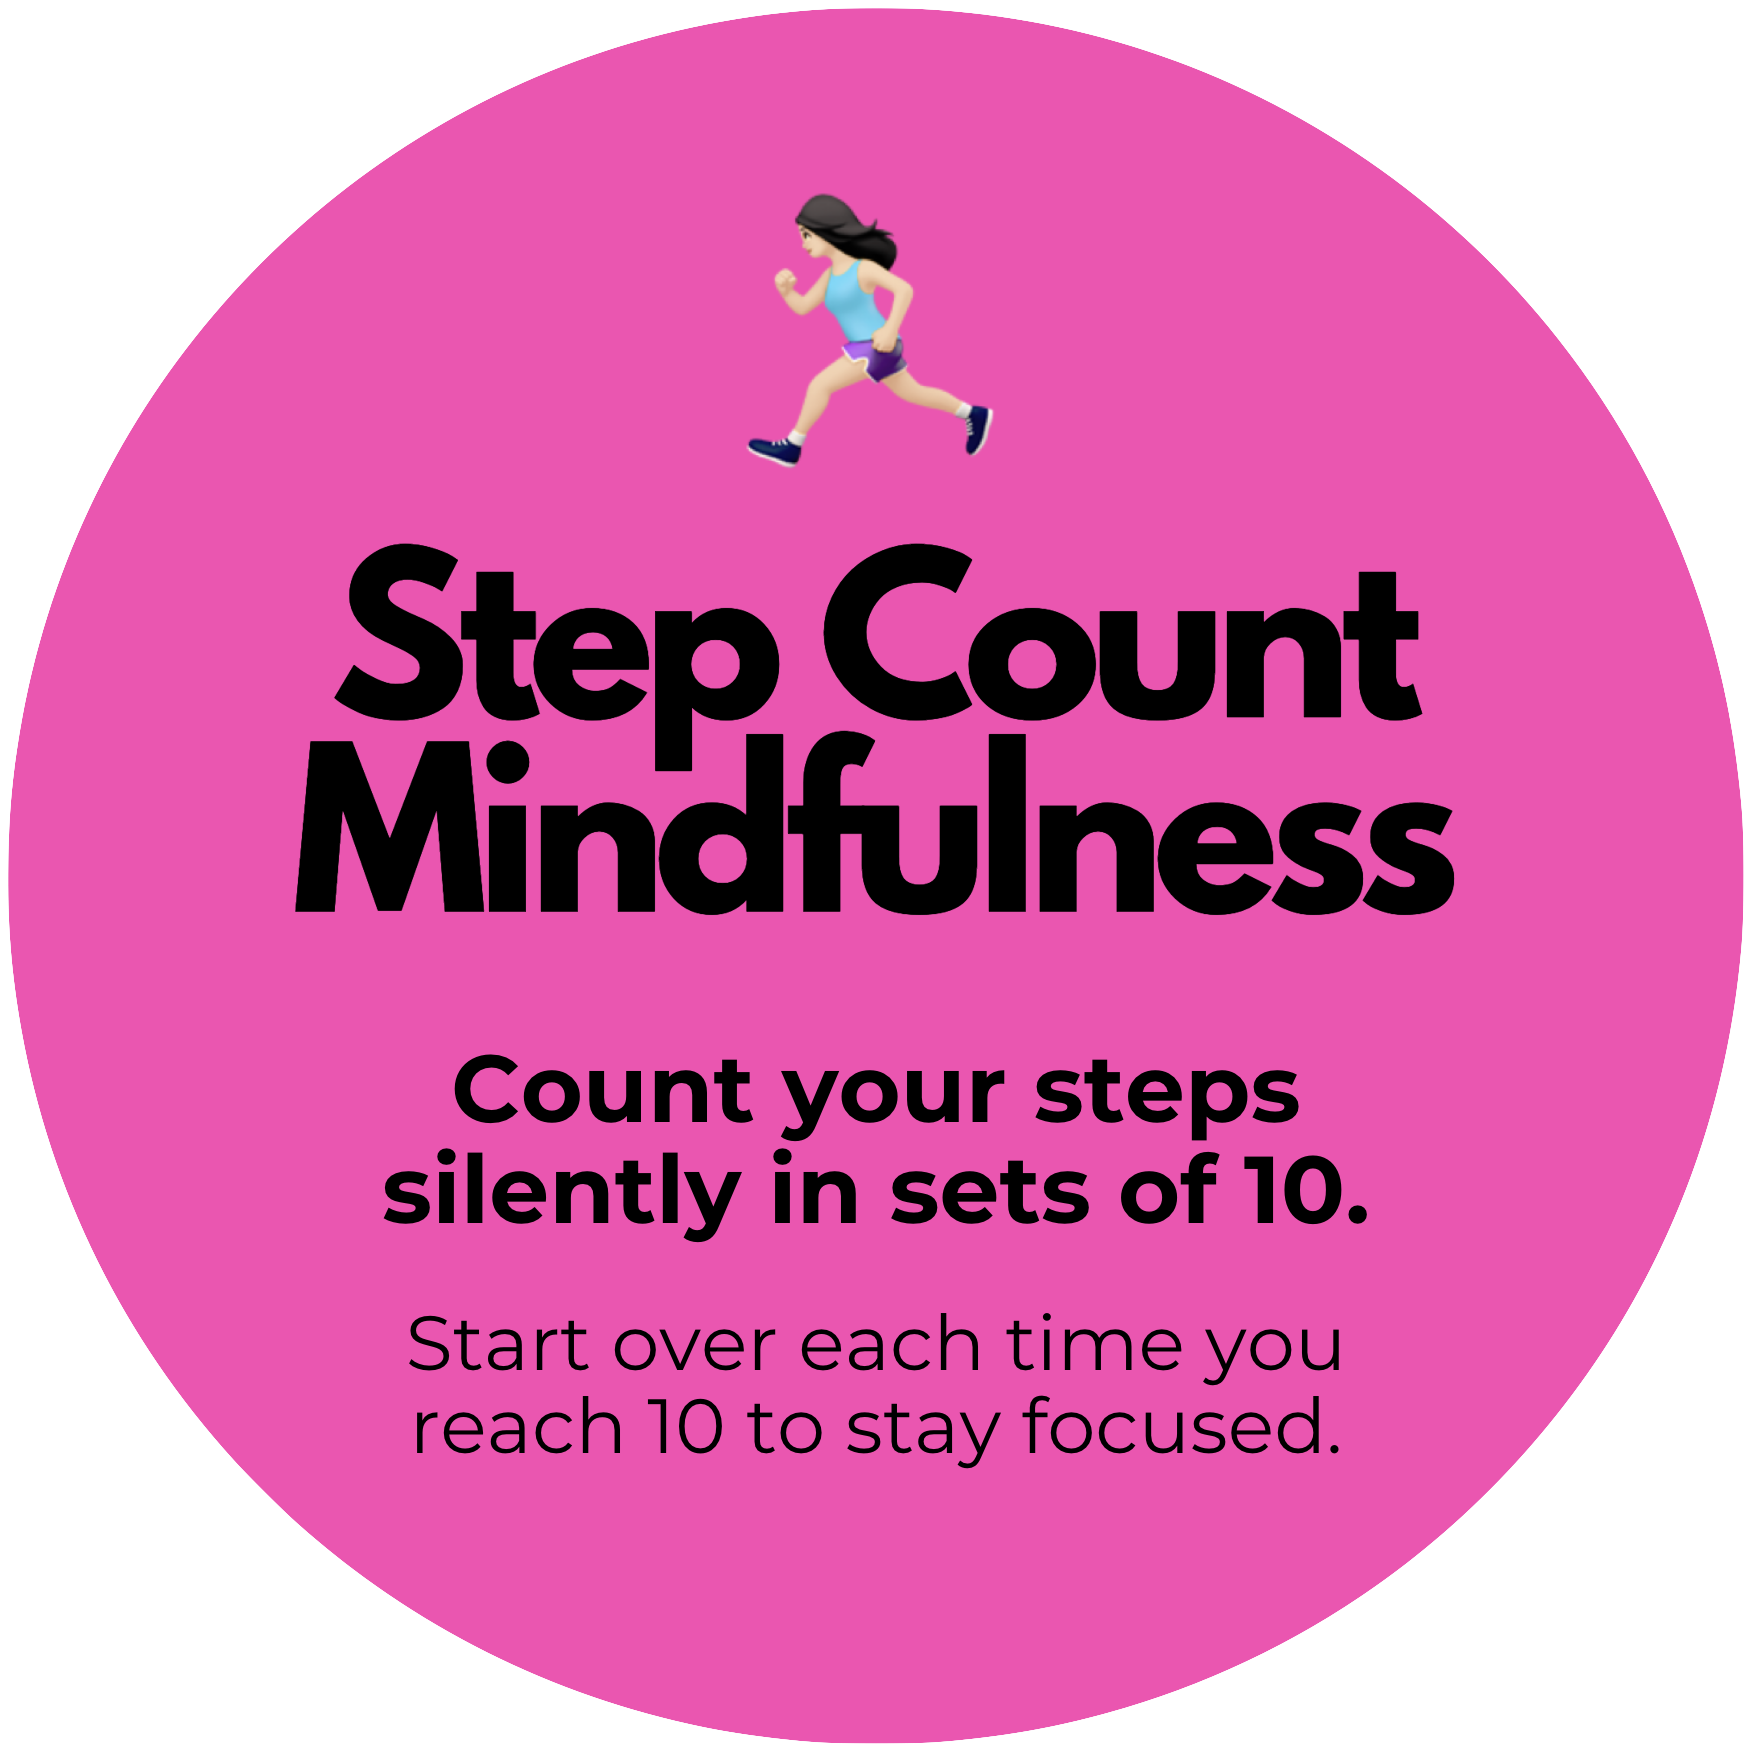 Step Count
Mindfulness
Count your steps
silently in sets of 10.
Start over each time you
reach 10 to stay focused.